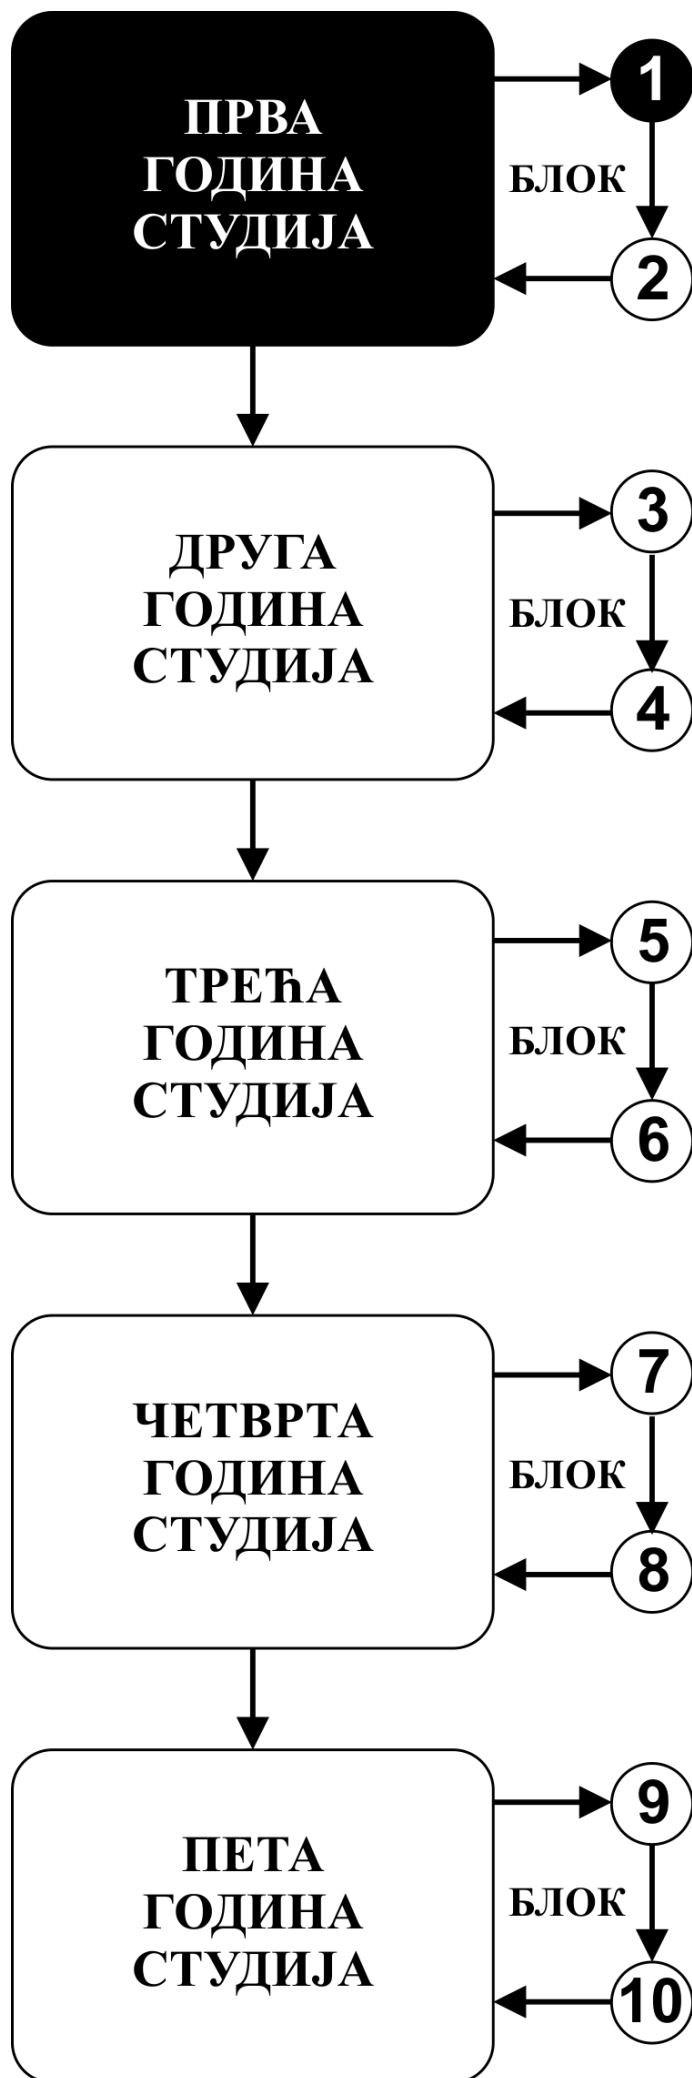 ПРВА
ГОДИНА
СТУДИЈА
1
БЛОК
2
ДРУГА
ГОДИНА
СТУДИЈА
3
БЛОК
4
ТРЕЋА
ГОДИНА
СТУДИЈА
5
БЛОК
6
ЧЕТВРТА
ГОДИНА
СТУДИЈА
7
БЛОК
8
ПЕТА
ГОДИНА
СТУДИЈА
9
БЛОК
10